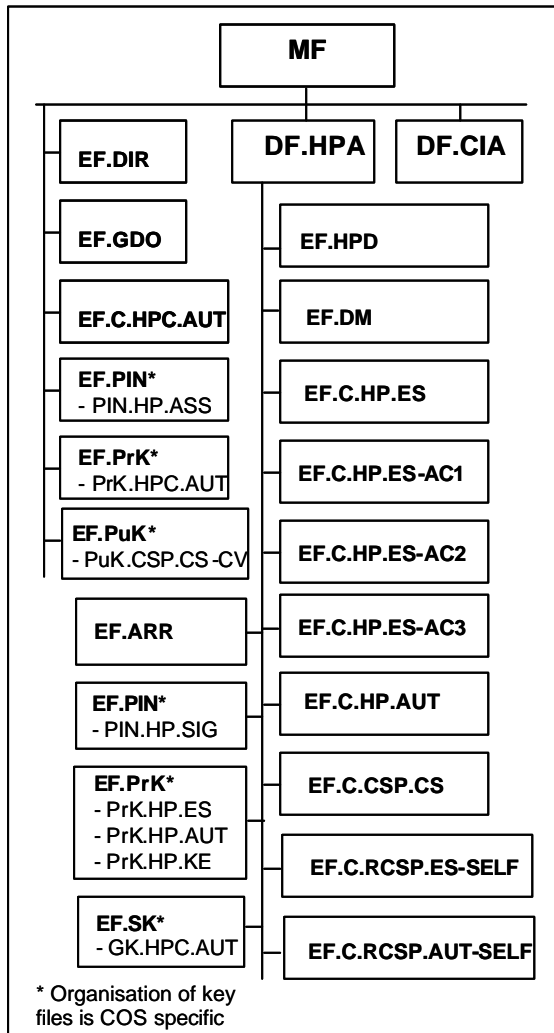 MF
DF.HPA
DF.CIA
EF.DIR
EF.GDO
EF.C.HPC.AUT
EF.PIN*
- PIN.HP.ASS
EF.PrK*
- PrK.HPC.AUT
EF.PuK*
- PuK.CSP.CS-CV
EF.HPD
EF.DM
EF.C.HP.ES
EF.C.HP.ES-AC1
EF.C.HP.ES-AC2
EF.C.HP.ES-AC3
EF.C.HP.AUT
EF.C.CSP.CS
EF.C.RCSP.ES-SELF
EF.C.RCSP.AUT-SELF
EF.ARR
EF.PIN*
- PIN.HP.SIG
EF.PrK*
- PrK.HP.ES
- PrK.HP.AUT
- PrK.HP.KE
EF.SK*
- GK.HPC.AUT
* Organisation of key
files is COS specific